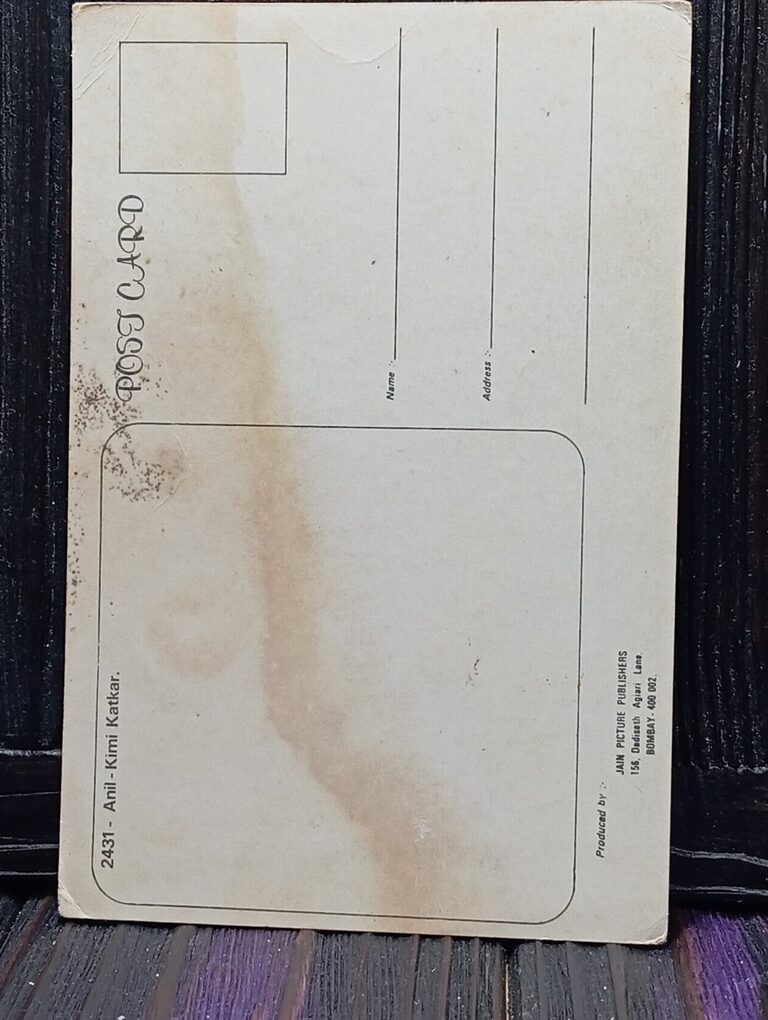 2431 - Anil - Kimi Katkar.
POST CARD
Name :-
Address :-
Produced by :-
JAIN PICTURE PUBLISHERS
156, Dadiseth Agiari Lane,
BOMBAY - 400 002.